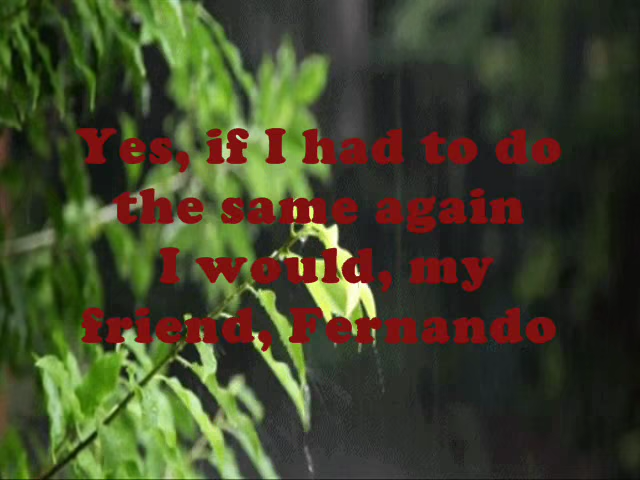 Yes, if I had to do
the same again
I would, my
friend, Fernando